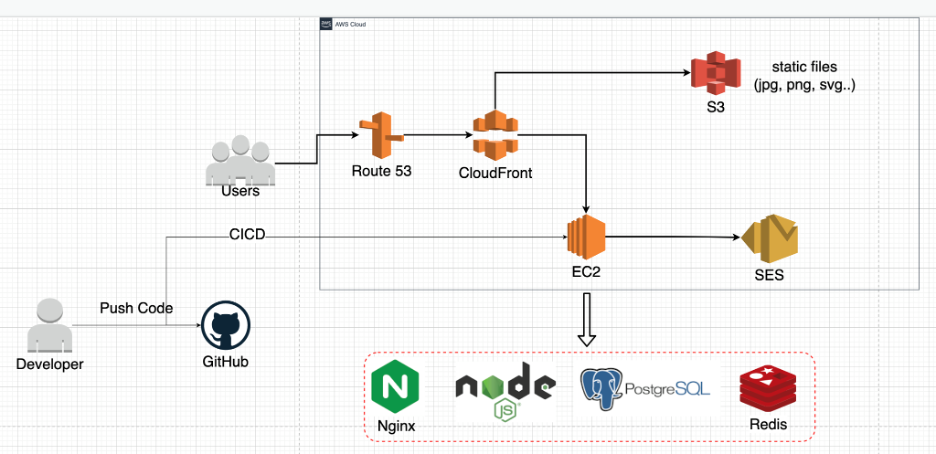 AWS Cloud
static files
(jpg, png, svg..)
S3
Route 53
CloudFront
Users
CICD
EC2
SES
Push Code
Developer
GitHub
N
Nginx
node
JS
PostgreSQL
Redis